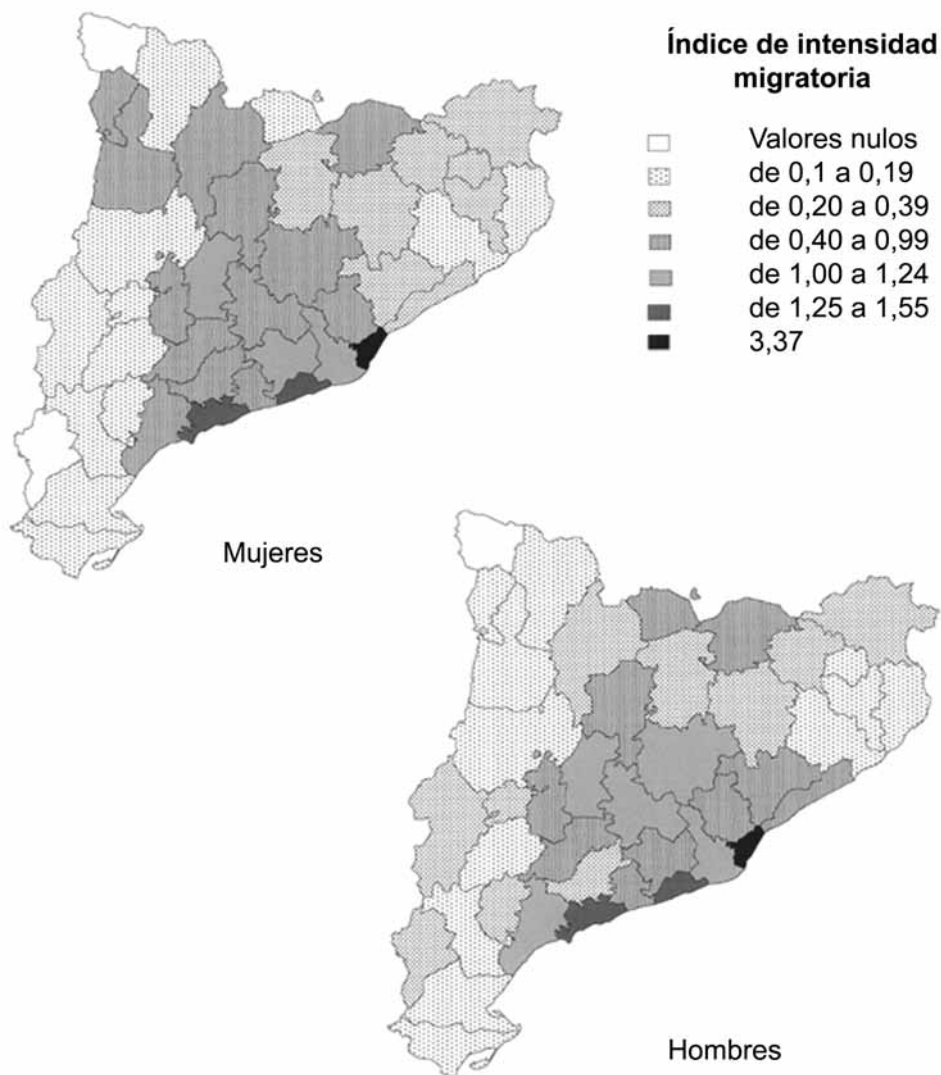 Índice de intensidad
migratoria
Valores nulos
de 0,1 a 0,19
de 0,20 a 0,39
de 0,40 a 0,99
de 1,00 a 1,24
de 1,25 a 1,55
3,37
Mujeres
Hombres